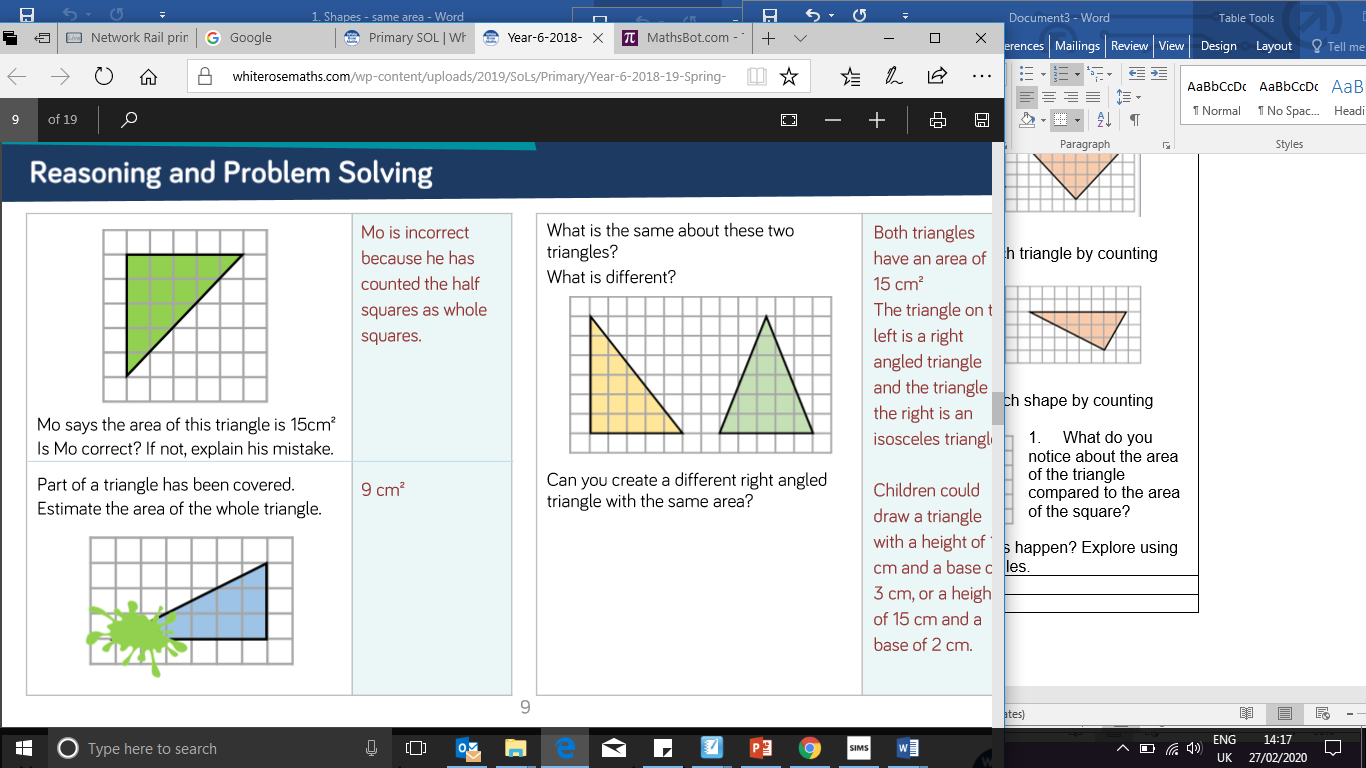 1. Shapes - same area - Word
Document3 - Word
Table Tools
Network Rail prin
Google
Primary SOL | Wh
Year-6-2018-
MathsBot.com -
Mailings
Review
View
Design
Layout
Tell me
whiterosemaths.com/wp-content/uploads/2019/SoLs/Primary/Year-6-2018-19-Spring-
AaBbCcDc AaBbCcDc AaBb
¶ Normal ¶ No Spac... Headi
Paragraph
Styles
9 of 19
Reasoning and Problem Solving
Mo says the area of this triangle is 15cm²
Is Mo correct? If not, explain his mistake.
Mo is incorrect
because he has
counted the half
squares as whole
squares.
Part of a triangle has been covered.
Estimate the area of the whole triangle.
9 cm²
What is the same about these two
triangles?
What is different?
Can you create a different right angled
triangle with the same area?
Both triangles
have an area of
15 cm²
The triangle on t
left is a right
angled triangle
and the triangle
the right is an
isosceles triangl
Children could
draw a triangle
with a height of
cm and a base o
3 cm, or a heigh
of 15 cm and a
base of 2 cm.
9
ch triangle by counting
ch shape by counting
1. What do you
notice about the area
of the triangle
compared to the area
of the square?
s happen? Explore using
les.
ates)
Type here to search
SIMS
ENG
UK
14:17
27/02/2020